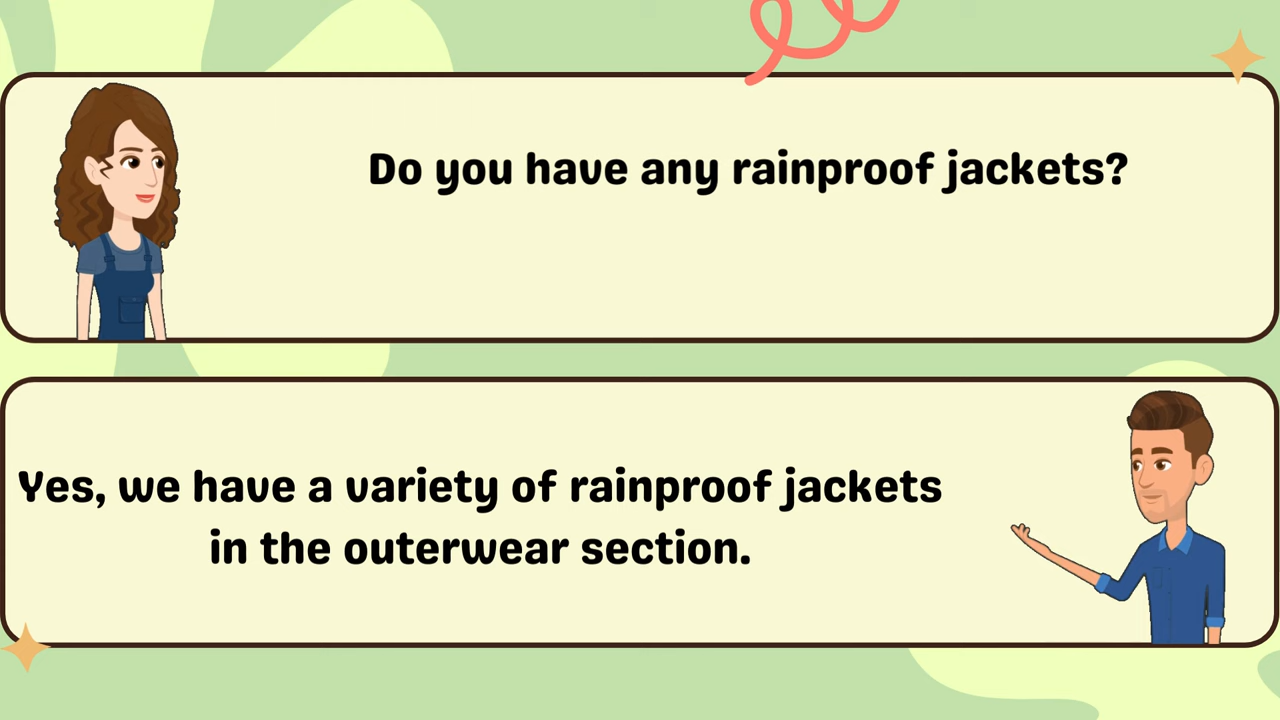 Do you have any rainproof jackets?
Yes, we have a variety of rainproof jackets
in the outerwear section.